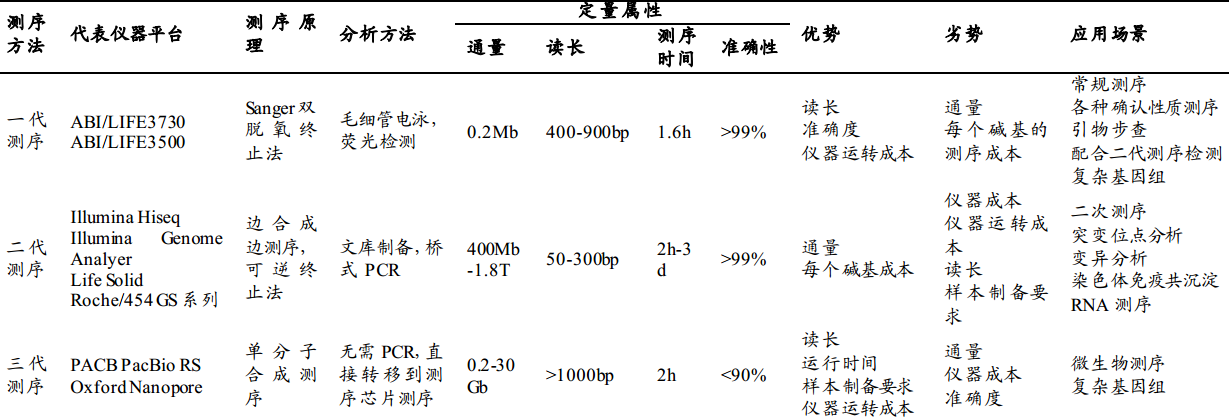 定量属性
测序方法 代表仪器平台 测序原理 分析方法 通量 读长 测序时间 准确性 优势 劣势 应用场景
一代测序
ABI/LIFE3730
ABI/LIFE3500
Sanger双
脱氧终
止法
毛细管电泳，
荧光检测
0.2Mb
400-900bp
1.6h
>99%
读长
准确度
仪器运转成本
通量
每个碱基的
测序成本
常规测序
各种确认性质测序
引物步查
配合二代测序检测
复杂基因组
二代测序
Illumina Hiseq
Illumina Genome
Analyer
Life Solid
Roche/454 GS系列
边合成
边测序，
可逆终
止法
文库制备，桥
式PCR
400Mb
-1.8T
50-300bp
2h-3
d
>99%
通量
每个碱基成本
仪器成本
仪器运转成
本
读长
样本制备要
求
二次测序
突变位点分析
变异分析
染色体免疫共沉淀
RNA测序
三代测序
PACB PacBio RS
Oxford Nanopore
单分子
合成测
序
无需PCR，直
接转移到测
序芯片测序
0.2-30
Gb
>1000bp
2h
<90%
读长
运行时间
样本制备要求
仪器运转成本
通量
仪器成本
准确度
微生物测序
复杂基因组